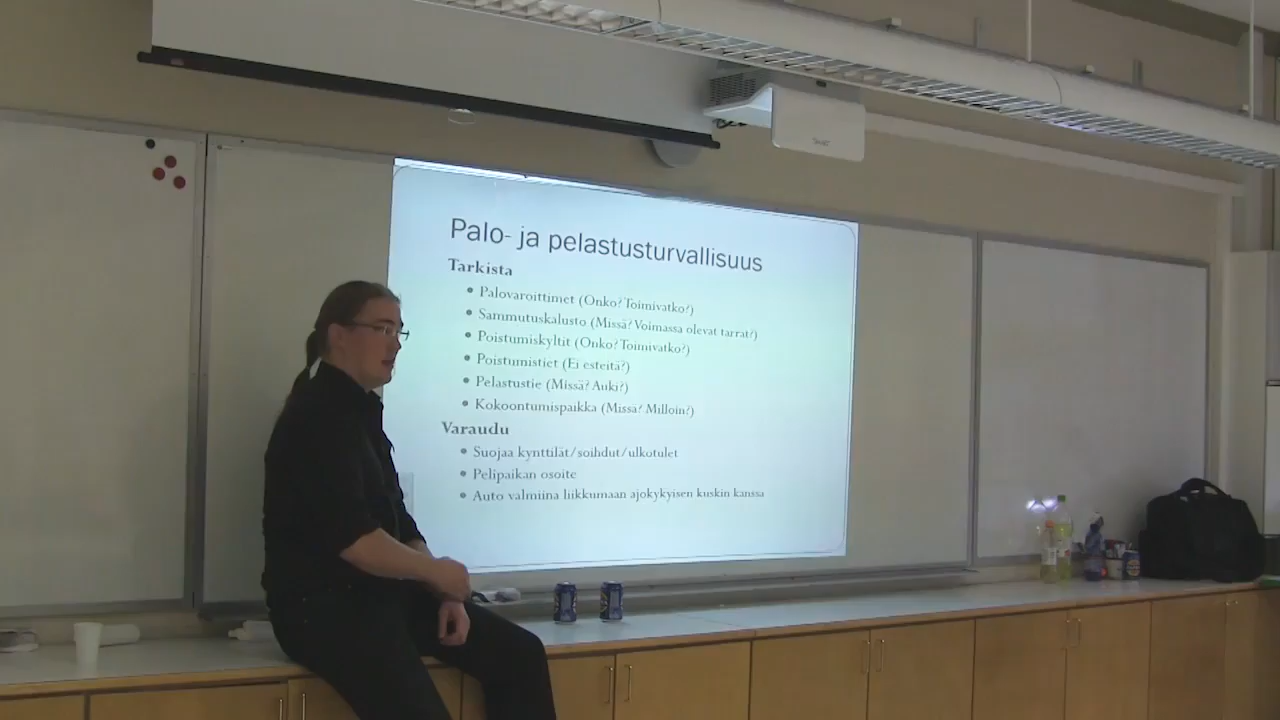 Palo- ja pelastusturvallisuus
Tarkista
• Palovaroittimet (Onko? Toimivatko?)
• Sammutuskalusto (Missä? Voimassa olevat tarrat?)
• Poistumiskyltit (Onko? Toimivatko?)
• Poistumistiet (Ei esteitä?)
• Pelastustie (Missä? Auki?)
• Kokoontumispaikka (Missä? Milloin?)
Varaudu
• Suojaa kynttilät/soihdut/ulkotulet
• Pelipaikan osoite
• Auto valmiina liikkumaan ajokykyisen kuskin kanssa